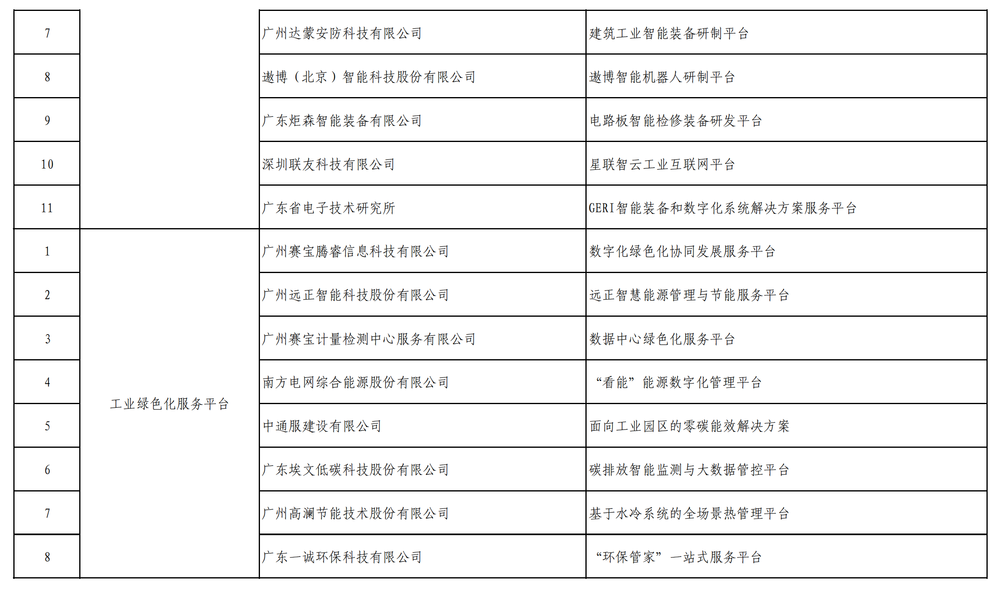 7 广州达蒙安防科技有限公司 建筑工业智能装备研制平台
8 遨博（北京）智能科技股份有限公司 遨博智能机器人研制平台
9 广东炬森智能装备有限公司 电路板智能检修装备研发平台
10 深圳联友科技有限公司 星联智云工业互联网平台
11 广东省电子技术研究所 GERI智能装备和数字化系统解决方案服务平台
工业绿色化服务平台
1 广州赛宝腾睿信息科技有限公司 数字化绿色化协同发展服务平台
2 广州远正智能科技股份有限公司 远正智慧能源管理与节能服务平台
3 广州赛宝计量检测中心服务有限公司 数据中心绿色化服务平台
4 南方电网综合能源股份有限公司 “看能”能源数字化管理平台
5 中通服建设有限公司 面向工业园区的零碳能效解决方案
6 广东埃文低碳科技股份有限公司 碳排放智能监测与大数据管控平台
7 广州高澜节能技术股份有限公司 基于水冷系统的全场景热管理平台
8 广东一诚环保科技有限公司 “环保管家”一站式服务平台